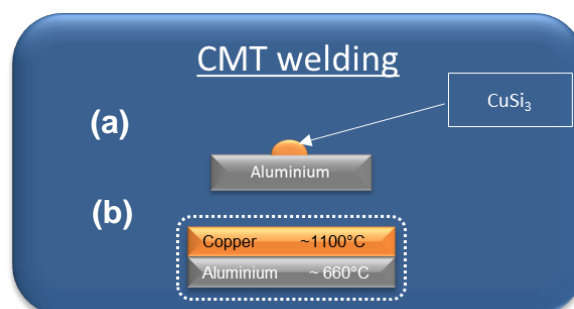 CMT welding
CuSi₃
(a)
Aluminium
(b)
Copper ~1100°C
Aluminium ~ 660°C